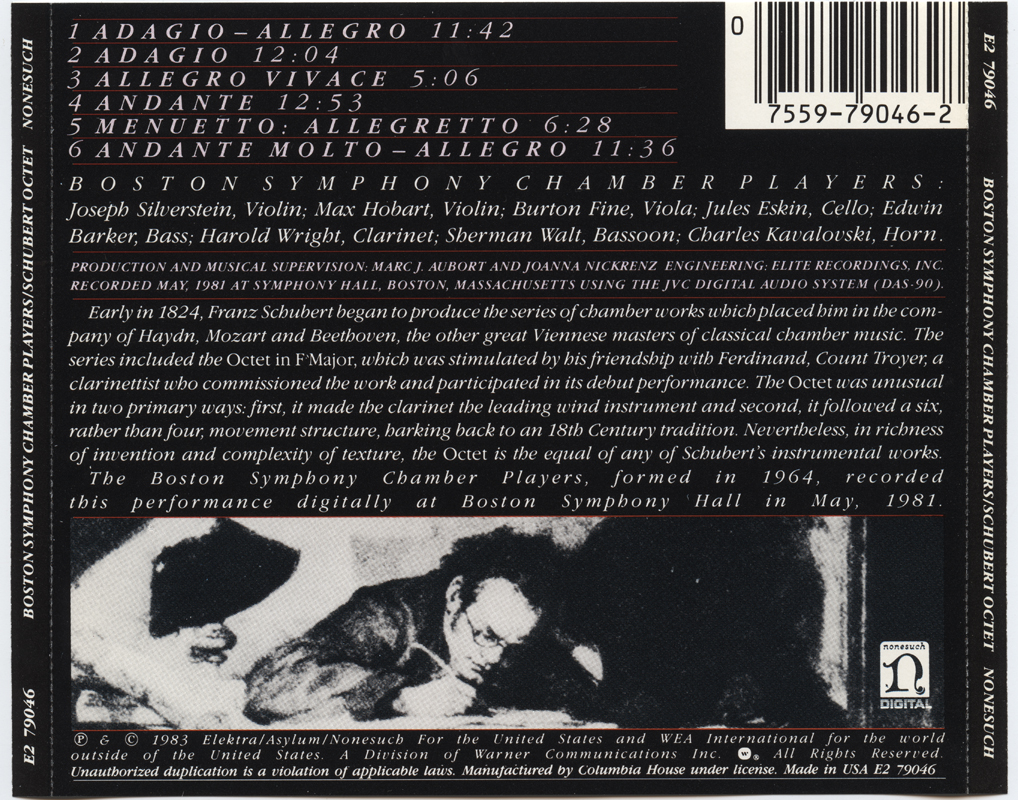 1 ADAGIO–ALLEGRO 11:42
2 ADAGIO 12:04
3 ALLEGRO VIVACE 5:06
4 ANDANTE 12:53
5 MENUETTO: ALLEGRETTO 6:28
6 ANDANTE MOLTO–ALLEGRO 11:36
0
7559-79046-2
BOSTON SYMPHONY CHAMBER PLAYERS:
Joseph Silverstein, Violin; Max Hobart, Violin; Burton Fine, Viola; Jules Eskin, Cello; Edwin
Barker, Bass; Harold Wright, Clarinet; Sherman Walt, Bassoon; Charles Kavalovski, Horn.
PRODUCTION AND MUSICAL SUPERVISION: MARC J. AUBORT AND JOANNA NICKRENZ ENGINEERING: ELITE RECORDINGS, INC.
RECORDED MAY, 1981 AT SYMPHONY HALL, BOSTON, MASSACHUSETTS USING THE JVC DIGITAL AUDIO SYSTEM (DAS-90).
Early in 1824, Franz Schubert began to produce the series of chamber works which placed him in the com-
pany of Haydn, Mozart and Beethoven, the other great Viennese masters of classical chamber music. The
series included the Octet in F Major, which was stimulated by his friendship with Ferdinand, Count Troyer, a
clarinettist who commissioned the work and participated in its debut performance. The Octet was unusual
in two primary ways: first, it made the clarinet the leading wind instrument and second, it followed a six,
rather than four, movement structure, harking back to an 18th Century tradition. Nevertheless, in richness
of invention and complexity of texture, the Octet is the equal of any of Schubert's instrumental works.
The Boston Symphony Chamber Players, formed in 1964, recorded
this performance digitally at Boston Symphony Hall in May, 1981.
nonesuch
n
DIGITAL
℗ & © 1983 Elektra/Asylum/Nonesuch For the United States and WEA International for the world
outside of the United States. A Division of Warner Communications Inc. W ® All Rights Reserved.
Unauthorized duplication is a violation of applicable laws. Manufactured by Columbia House under license. Made in USA E2 79046
E2 79046 BOSTON SYMPHONY CHAMBER PLAYERS/SCHUBERT OCTET NONESUCH
E2 79046 BOSTON SYMPHONY CHAMBER PLAYERS/SCHUBERT OCTET NONESUCH